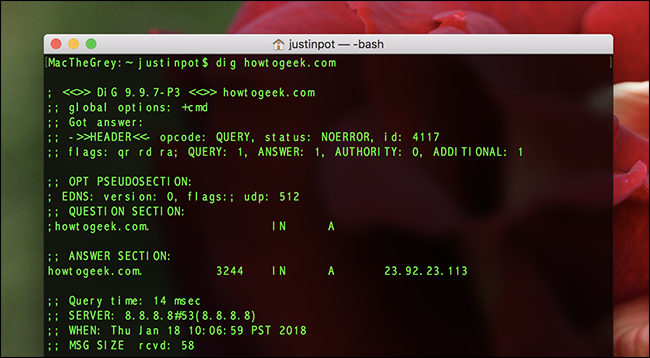 justinpot — -bash
[MacTheGrey:~ justinpot$ dig howtogeek.com ]
; <<>> DiG 9.9.7-P3 <<>> howtogeek.com
;; global options: +cmd
;; Got answer:
;; ->>HEADER<<- opcode: QUERY, status: NOERROR, id: 4117
;; flags: qr rd ra; QUERY: 1, ANSWER: 1, AUTHORITY: 0, ADDITIONAL: 1
;; OPT PSEUDOSECTION:
; EDNS: version: 0, flags:; udp: 512
;; QUESTION SECTION:
;howtogeek.com. IN A
;; ANSWER SECTION:
howtogeek.com. 3244 IN A 23.92.23.113
;; Query time: 14 msec
;; SERVER: 8.8.8.8#53(8.8.8.8)
;; WHEN: Thu Jan 18 10:06:59 PST 2018
;; MSG SIZE rcvd: 58